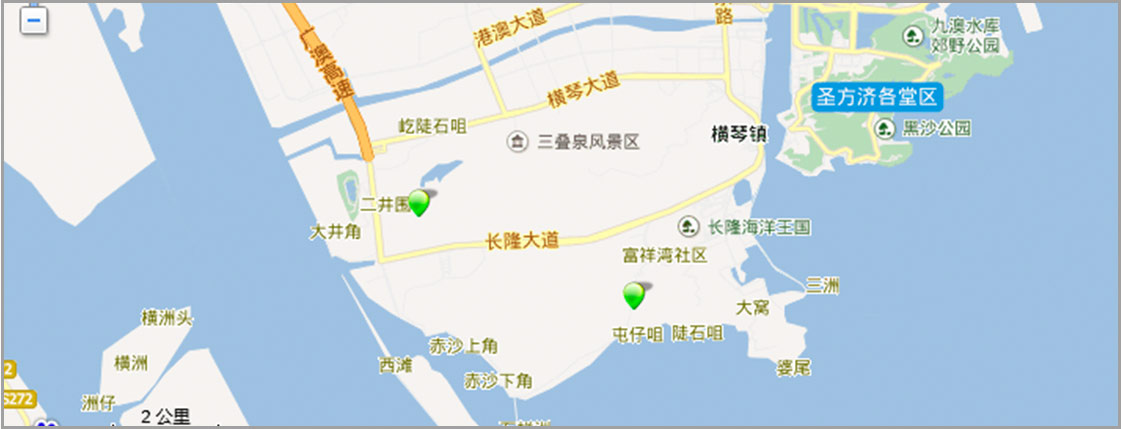 港澳大道
路
九澳水库
郊野公园
广澳高速
横琴大道
圣方济各堂区
屹陡石咀
三叠泉风景区
横琴镇
黑沙公园
二井围
大井角
长隆大道
长隆海洋王国
富祥湾社区
三洲
大窝
横洲头
屯仔咀
陡石咀
赤沙上角
横洲
西滩
婆尾
2
赤沙下角
S272
洲仔
2 公里